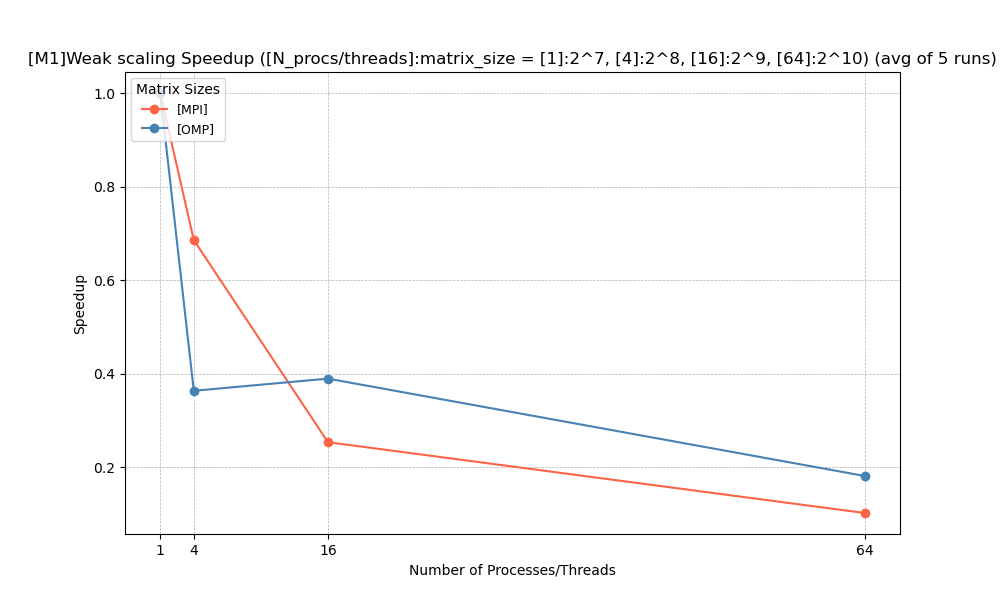 [M1]Weak scaling Speedup ([N_procs/threads]:matrix_size = [1]:2^7, [4]:2^8, [16]:2^9, [64]:2^10) (avg of 5 runs)
Matrix Sizes
[MPI]
[OMP]
1.0
0.8
0.6
0.4
0.2
Speedup
1 4 16 64
Number of Processes/Threads